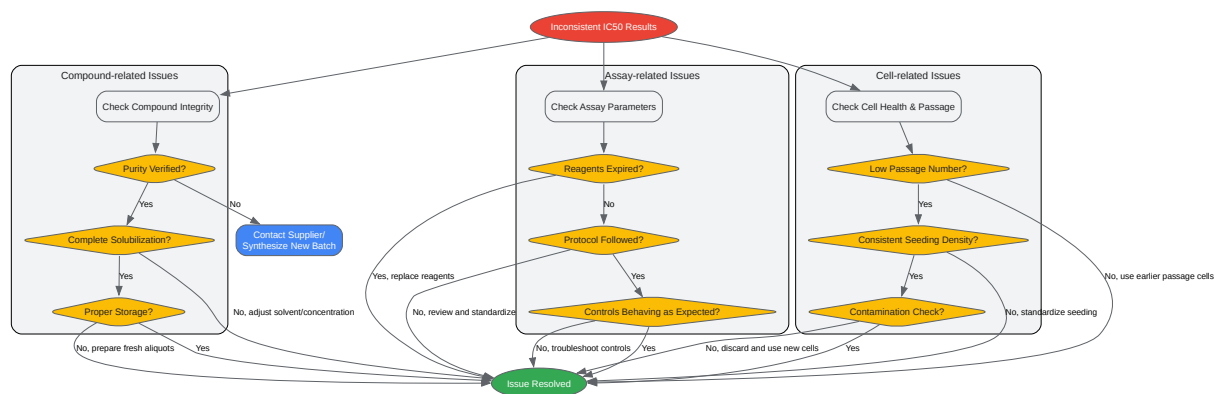 Inconsistent IC50 Results
Compound-related Issues
Assay-related Issues
Cell-related Issues
Check Compound Integrity
Check Assay Parameters
Check Cell Health & Passage
Purity Verified?
Reagents Expired?
Low Passage Number?
Yes
No
No
Yes
Contact Supplier/
Synthesize New Batch
Complete Solubilization?
Protocol Followed?
Consistent Seeding Density?
Yes
Yes, replace reagents
Yes
Yes
No, use earlier passage cells
Proper Storage?
No, adjust solvent/concentration
No, review and standardize
Controls Behaving as Expected?
Contamination Check?
No, standardize seeding
No, prepare fresh aliquots
Yes
No, troubleshoot controls
Yes
No, discard and use new cells
Yes
Issue Resolved